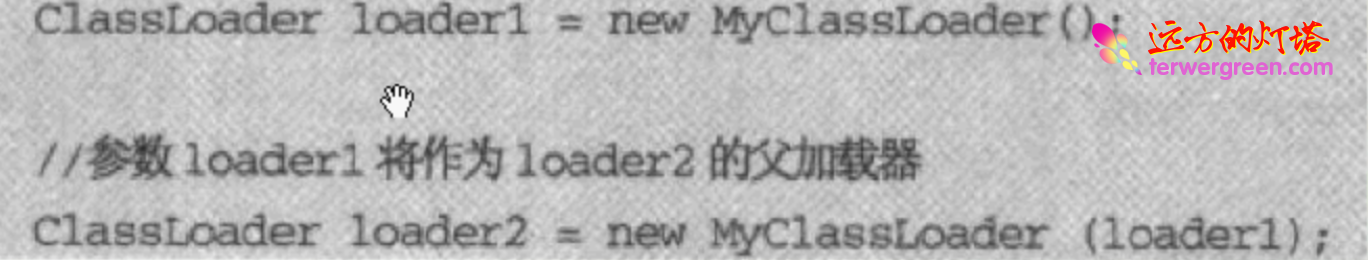 ClassLoader loader1 = new MyClassLoader();
远方的灯塔
terwergreen.com
//参数 loader1 将作为 loader2 的父加载器
ClassLoader loader2 = new MyClassLoader (loader1);